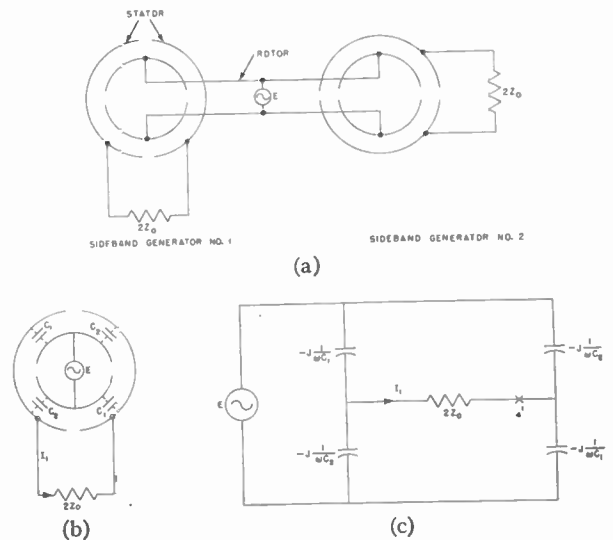 STATOR
ROTOR
E
2Z₀
2Z₀
SIDEBAND GENERATOR NO. 1
SIDEBAND GENERATOR NO. 2
(a)
C₁
C₂
E
C₂
C₁
I₁
2Z₀
(b)
-J 1/ωC₁
-J 1/ωC₂
E
I₁
2Z₀
-J 1/ωC₂
-J 1/ωC₁
(c)